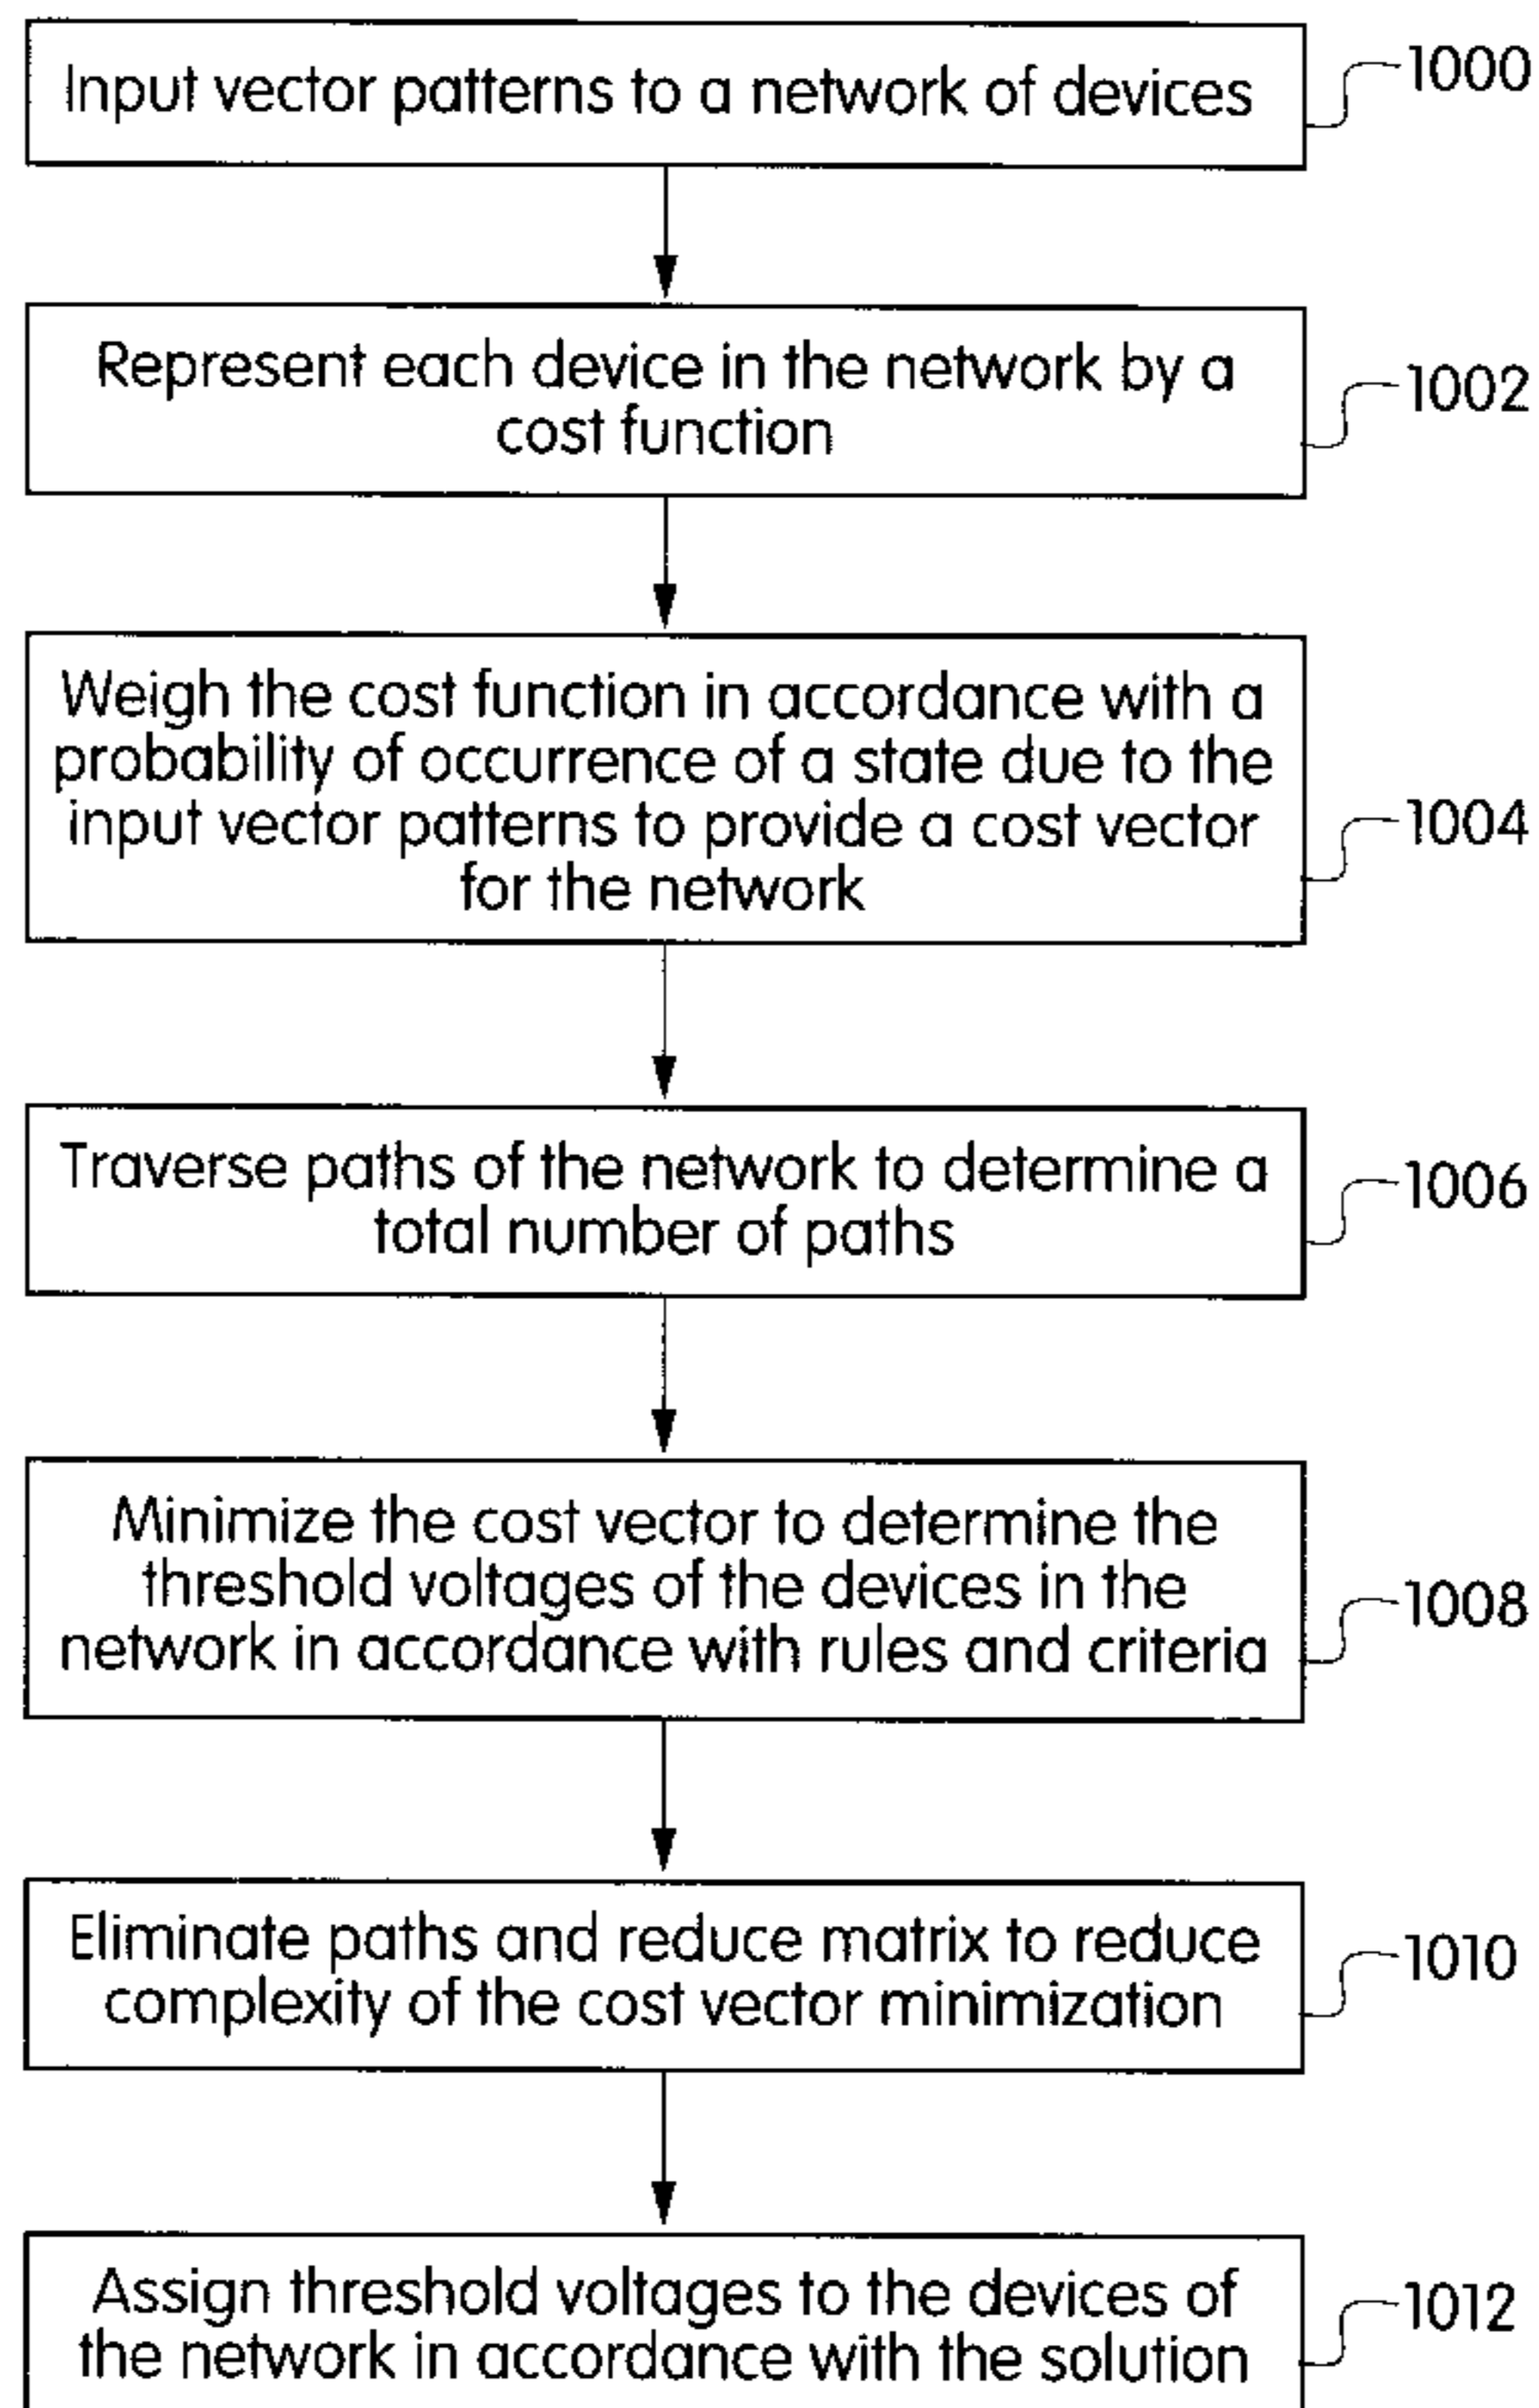 Input vector patterns to a network of devices
1000
Represent each device in the network by a
cost function
1002
Weigh the cost function in accordance with a
probability of occurrence of a state due to the
input vector patterns to provide a cost vector
for the network
1004
Traverse paths of the network to determine a
total number of paths
1006
Minimize the cost vector to determine the
threshold voltages of the devices in the
network in accordance with rules and criteria
1008
Eliminate paths and reduce matrix to reduce
complexity of the cost vector minimization
1010
Assign threshold voltages to the devices of
the network in accordance with the solution
1012